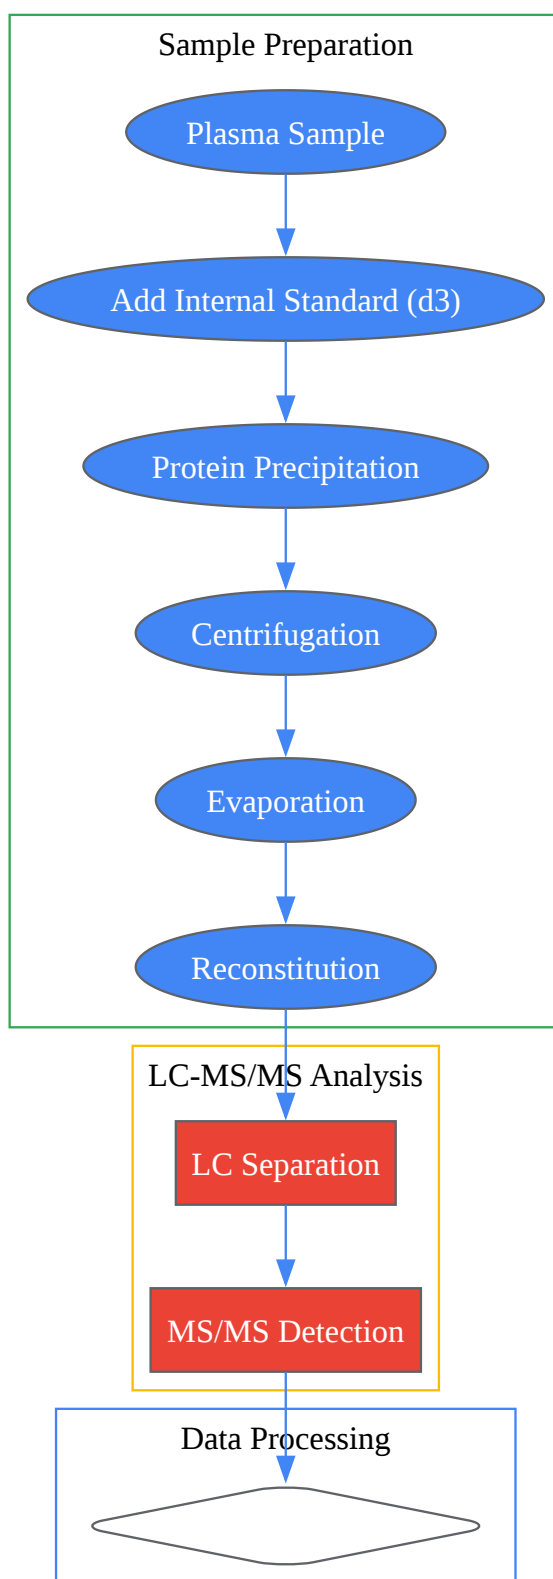 Sample Preparation
Plasma Sample
Add Internal Standard (d3)
Protein Precipitation
Centrifugation
Evaporation
Reconstitution
LC-MS/MS Analysis
LC Separation
MS/MS Detection
Data Processing